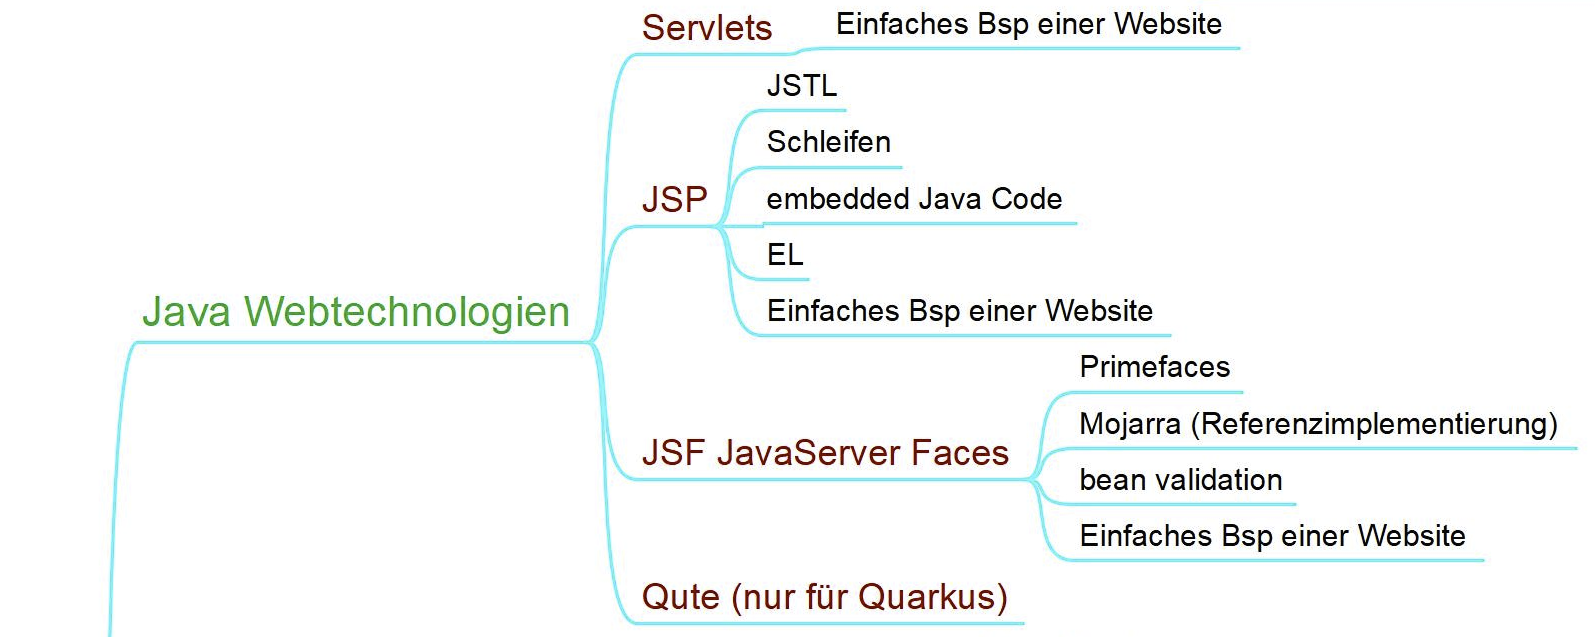 Servlets
Einfaches Bsp einer Website
JSTL
Schleifen
JSP
embedded Java Code
EL
Einfaches Bsp einer Website
Java Webtechnologien
Primefaces
Mojarra (Referenzimplementierung)
JSF JavaServer Faces
bean validation
Einfaches Bsp einer Website
Qute (nur für Quarkus)